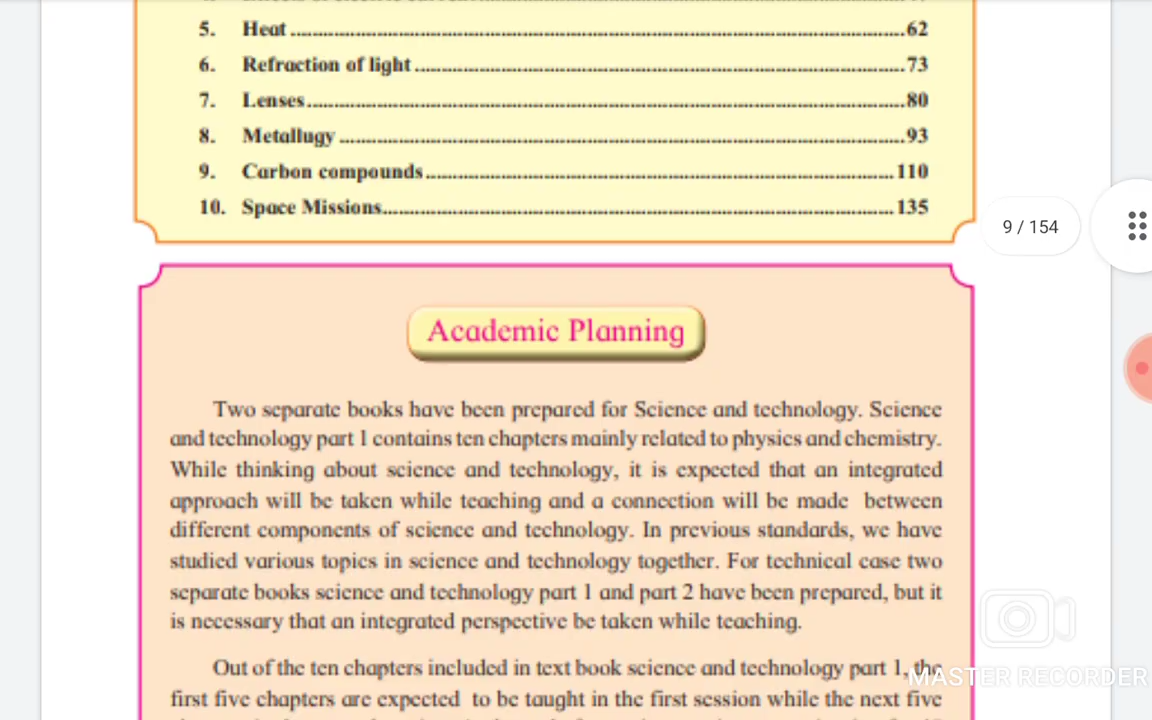 5. Heat 62
6. Refraction of light 73
7. Lenses 80
8. Metallugy 93
9. Carbon compounds 110
10. Space Missions 135
9 / 154
Academic Planning
Two separate books have been prepared for Science and technology. Science
and technology part 1 contains ten chapters mainly related to physics and chemistry.
While thinking about science and technology, it is expected that an integrated
approach will be taken while teaching and a connection will be made between
different components of science and technology. In previous standards, we have
studied various topics in science and technology together. For technical case two
separate books science and technology part 1 and part 2 have been prepared, but it
is necessary that an integrated perspective be taken while teaching.
Out of the ten chapters included in text book science and technology part 1, the
first five chapters are expected to be taught in the first session while the next five
MASTER RECORDER